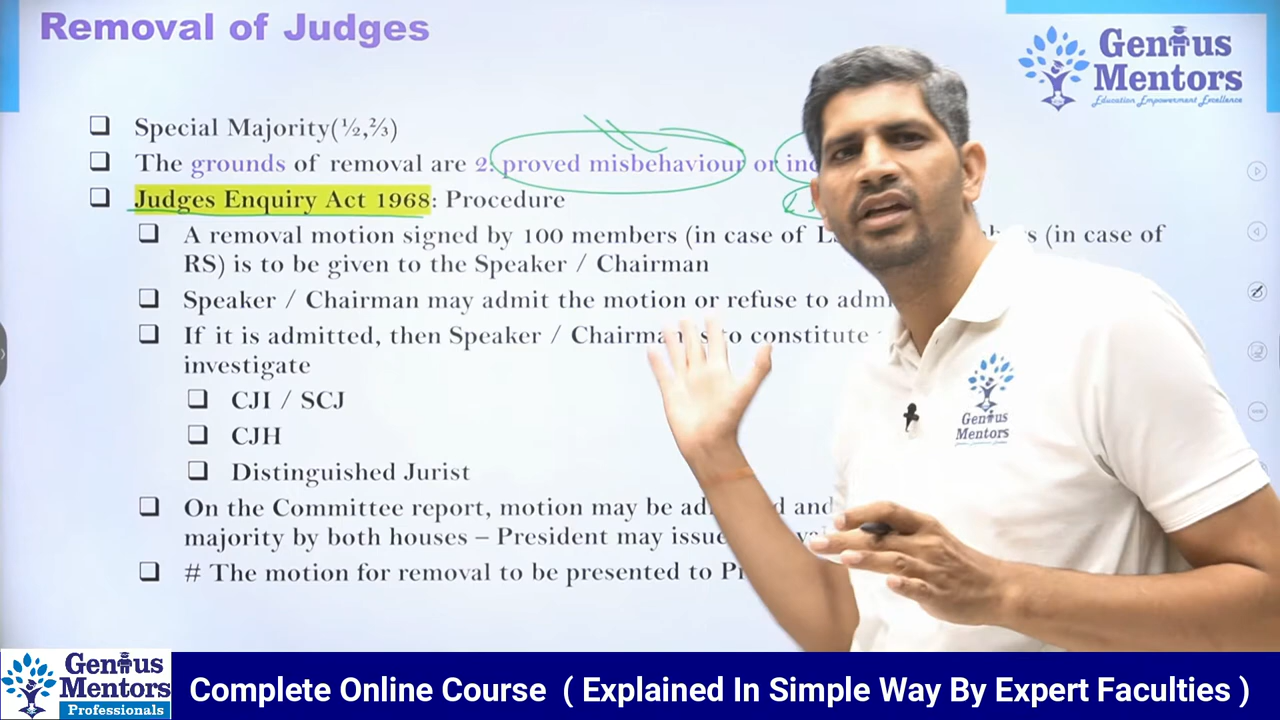 Removal of Judges
Genius
Mentors
Education Empowerment Excellence
❑ Special Majority(½,⅔)
❑ The grounds of removal are 2: proved misbehaviour or
❑ Judges Enquiry Act 1968: Procedure
❑ A removal motion signed by 100 members (in case of (in case of
RS) is to be given to the Speaker / Chairman
❑ Speaker / Chairman may admit the motion or refuse to
❑ If it is admitted, then Speaker / Chairman constitute
investigate
❑ CJI / SCJ
❑ CJH
❑ Distinguished Jurist
❑ On the Committee report, motion may be
majority by both houses – President may
❑ # The motion for removal to be presented to
Genius
Mentors
Genius
Mentors
Professionals
Complete Online Course ( Explained In Simple Way By Expert Faculties )